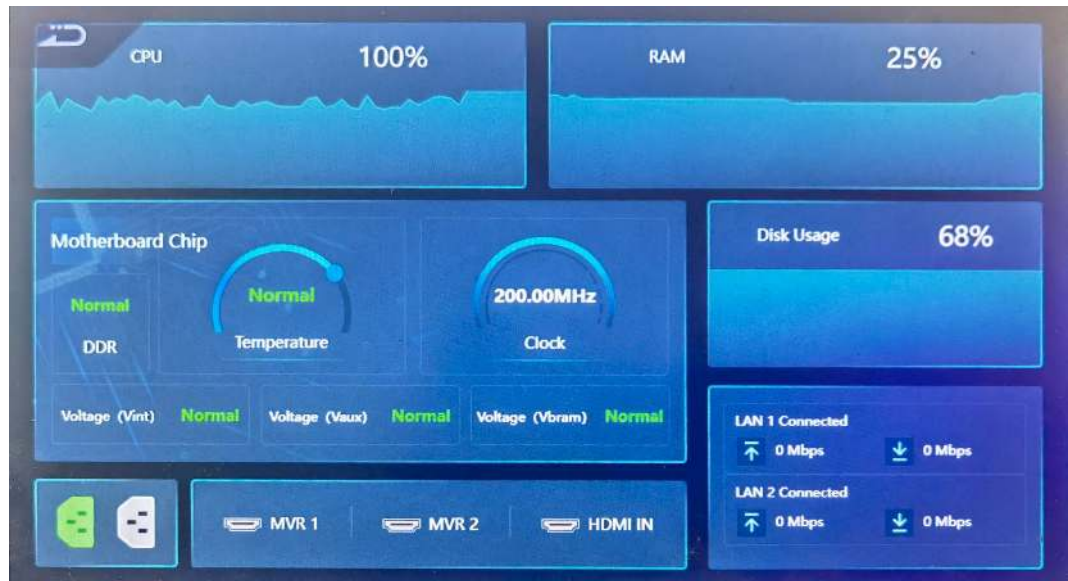 CPU 100%
RAM 25%
Motherboard Chip
Normal
DDR
Normal
Temperature
200.00MHz
Clock
Voltage (Vint) Normal
Voltage (Vaux) Normal
Voltage (Vbram) Normal
Disk Usage 68%
LAN 1 Connected
0 Mbps 0 Mbps
LAN 2 Connected
0 Mbps 0 Mbps
MVR 1
MVR 2
HDMI IN